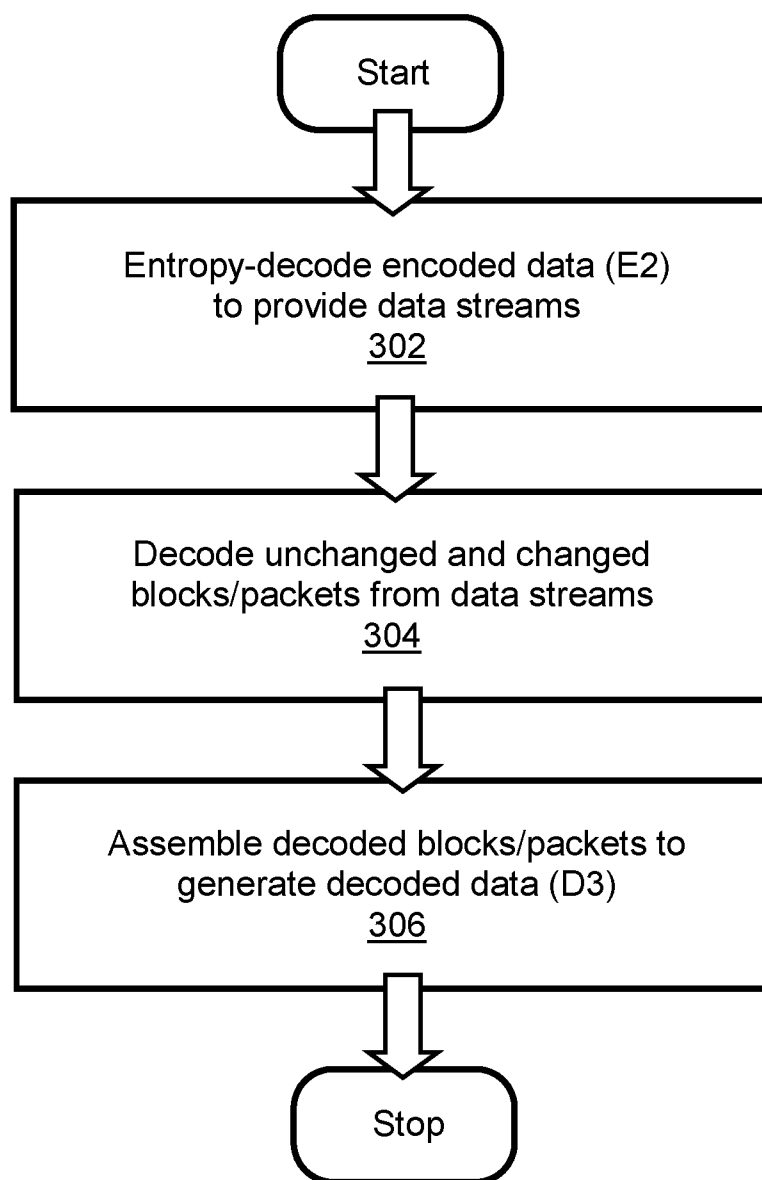 Start
Entropy-decode encoded data (E2)
to provide data streams
302
Decode unchanged and changed
blocks/packets from data streams
304
Assemble decoded blocks/packets to
generate decoded data (D3)
306
Stop